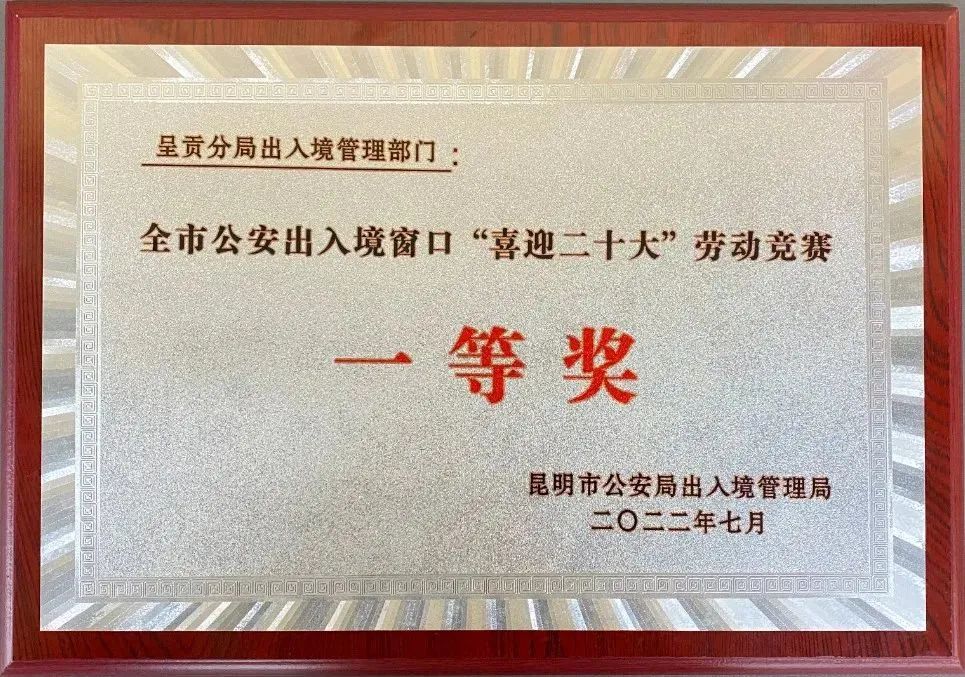 呈贡分局出入境管理部门：
全市公安出入境窗口“喜迎二十大”劳动竞赛
一等奖
昆明市公安局出入境管理局
二〇二二年七月